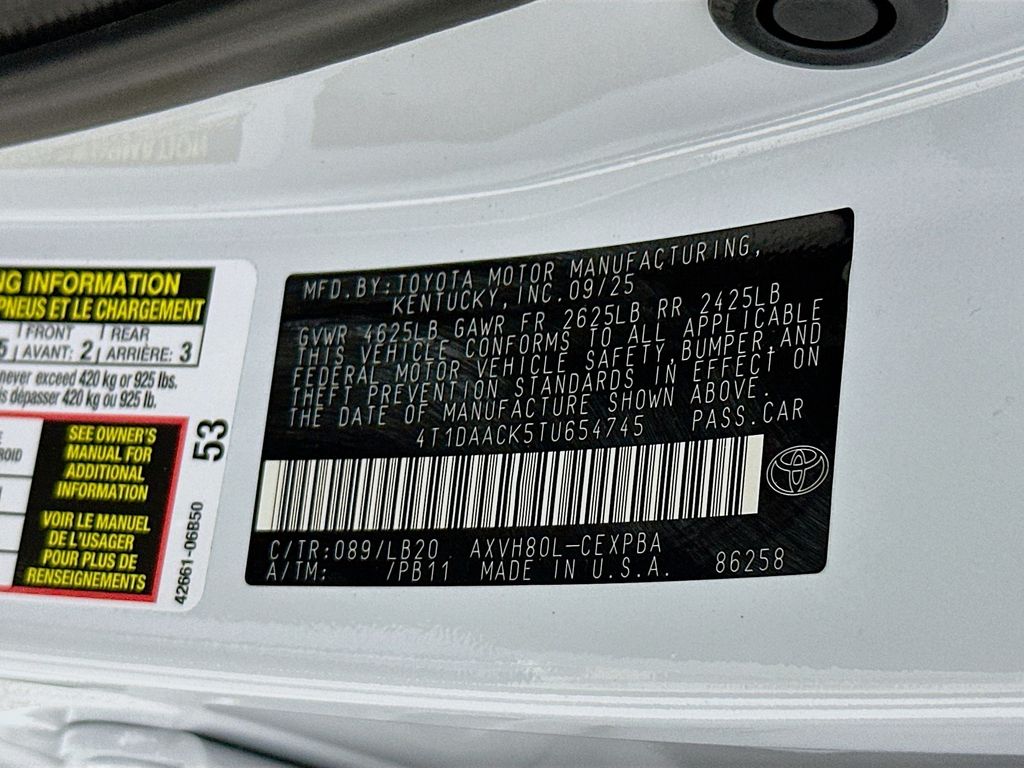 NG INFORMATION
PNEUS ET LE CHARGEMENT
FRONT REAR
5 AVANT: 2 ARRIÈRE: 3
never exceed 420 kg or 925 lbs.
is dépasser 420 kg ou 925 lb.
SEE OWNER'S
MANUAL FOR
ADDITIONAL
INFORMATION
VOIR LE MANUEL
DE L'USAGER
POUR PLUS DE
RENSEIGNEMENTS
53
42661-06B50
MFD.BY:TOYOTA MOTOR MANUFACTURING,
KENTUCKY,INC.09/25
GVWR 4625LB GAWR FR 2625LB RR 2425LB
THIS VEHICLE CONFORMS TO ALL APPLICABLE
FEDERAL MOTOR VEHICLE SAFETY,BUMPER,AND
THEFT PREVENTION STANDARDS IN EFFECT ON
THE DATE OF MANUFACTURE SHOWN ABOVE.
4T1DAACK5TU654745 PASS.CAR
C/TR:089/LB20 AXVH80L-CEXPBA
A/TM: 7PB11 MADE IN U.S.A. 86258